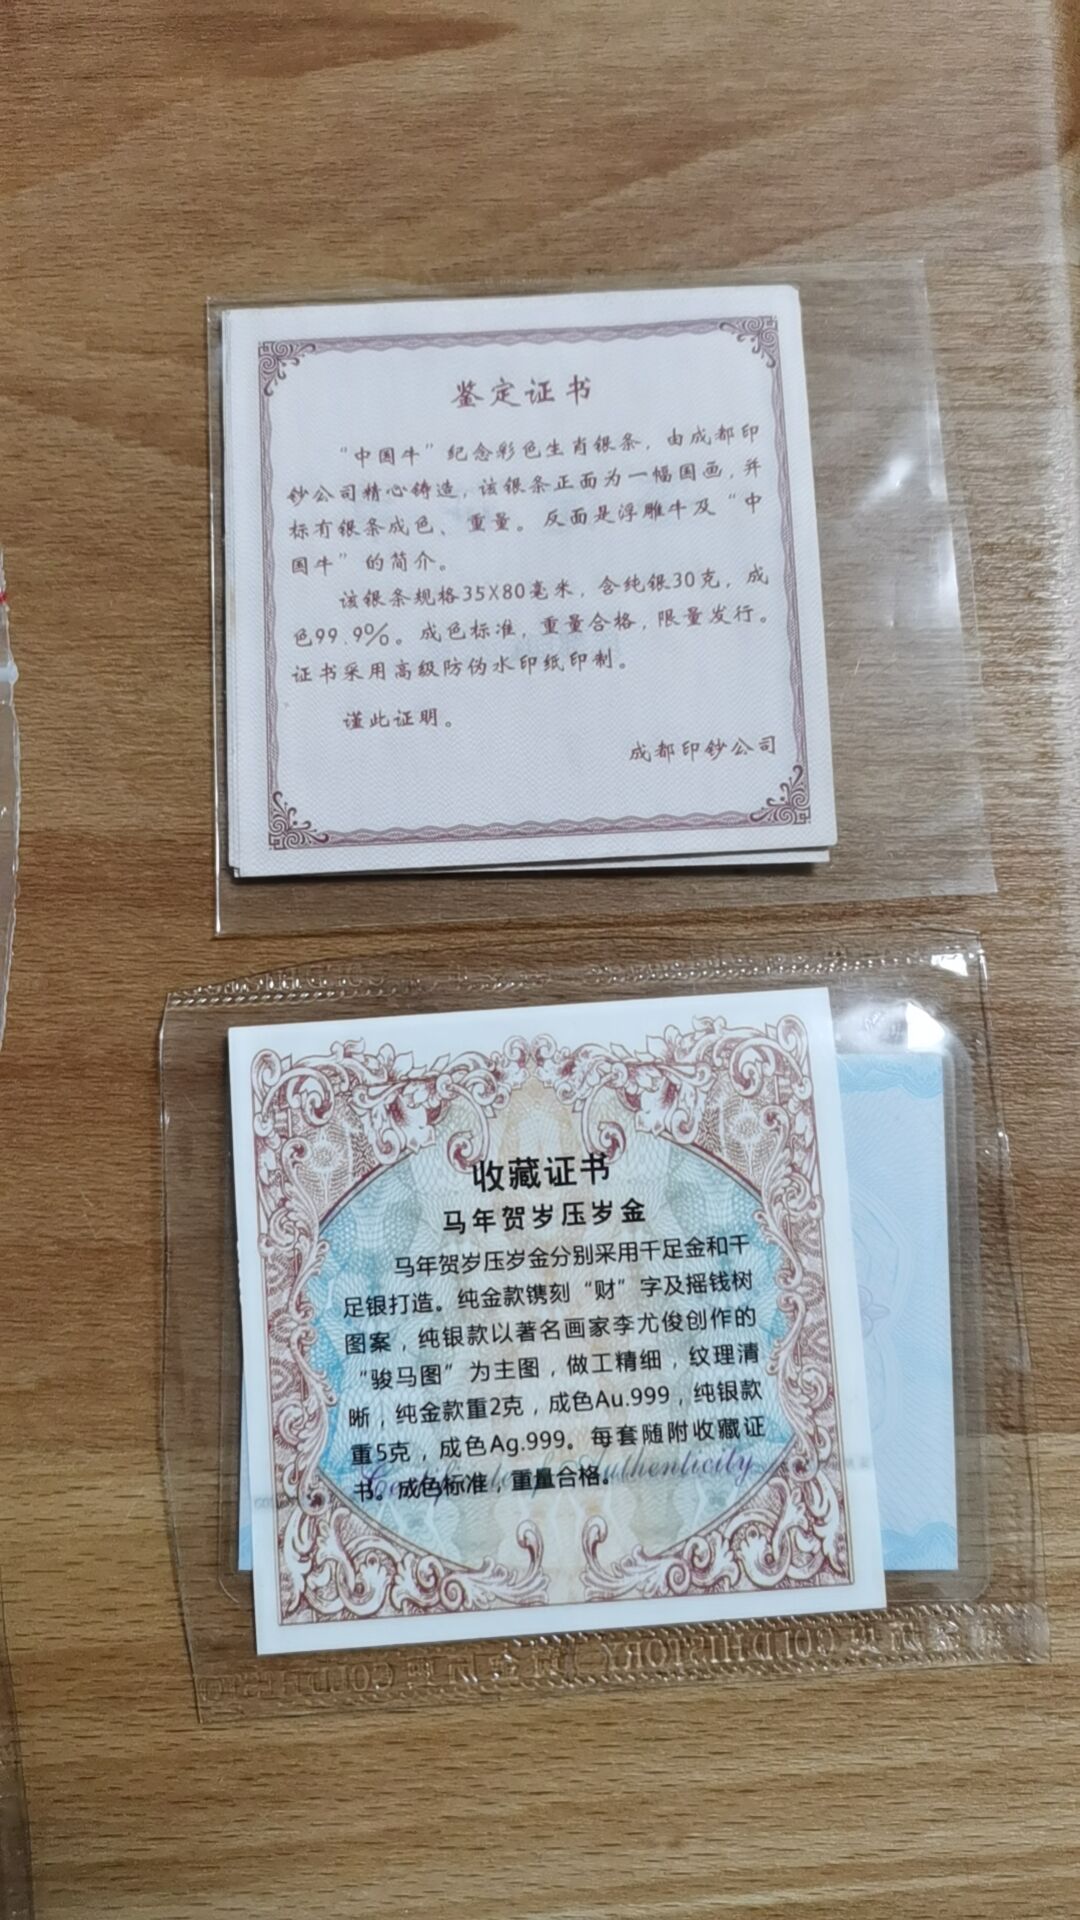 鉴定证书
“中国牛”纪念彩色生肖银条，由成都印
钞公司精心铸造，该银条正面为一幅国画，并
标有银条成色、重量。反面是浮雕牛及“中
国牛”的简介。
该银条规格35X80毫米，含纯银30克，成
色99.9%。成色标准，重量合格，限量发行。
证书采用高级防伪水印纸印制。
谨此证明。
成都印钞公司
收藏证书
马年贺岁压岁金
马年贺岁压岁金分别采用千足金和千
足银打造。纯金款镌刻“财”字及摇钱树
图案，纯银款以著名画家李尤俊创作的
“骏马图”为主图，做工精细，纹理清
晰，纯金款重2克，成色Au.999，纯银款
重5克，成色Ag.999。每套随附收藏证
书。成色标准，重量合格。
Authenticity
GOLD HISTORY